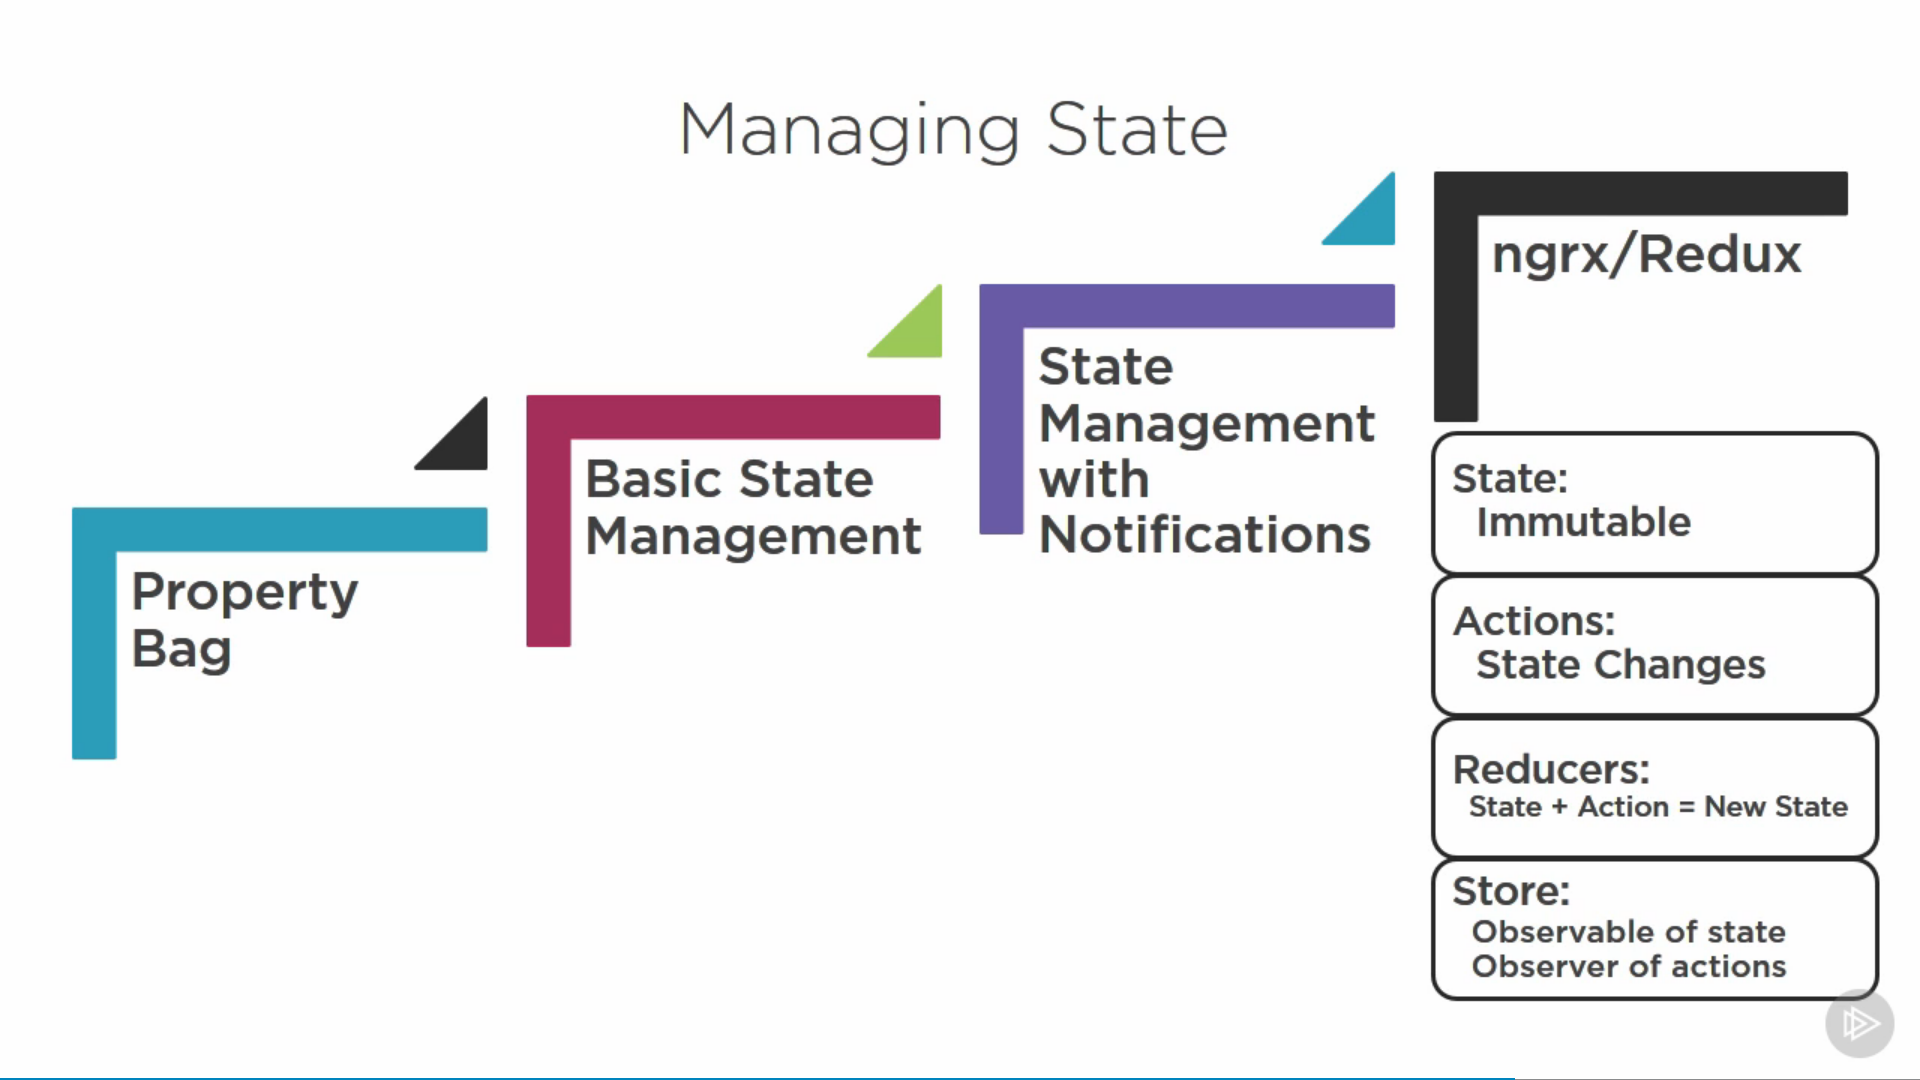 Managing State
Property
Bag
Basic State
Management
State
Management
with
Notifications
ngrx/Redux
State:
Immutable
Actions:
State Changes
Reducers:
State + Action = New State
Store:
Observable of state
Observer of actions